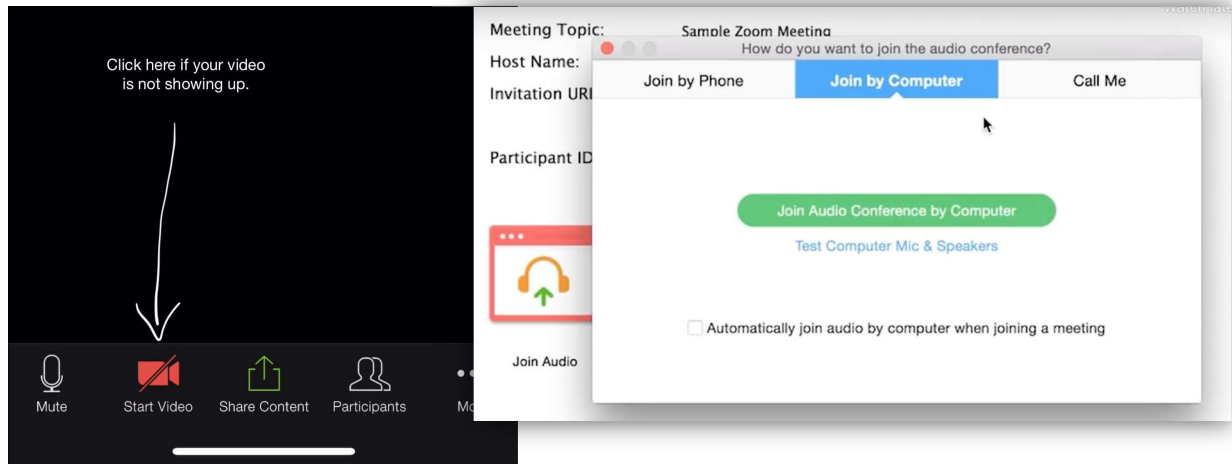 Click here if your video
is not showing up.
Mute
Start Video
Share Content
Participants
Watch late
Meeting Topic:
Sample Zoom Meeting
Host Name:
Invitation URL
Participant ID
Join Audio
How do you want to join the audio conference?
Join by Phone
Join by Computer
Call Me
Join Audio Conference by Computer
Test Computer Mic & Speakers
Automatically join audio by computer when joining a meeting